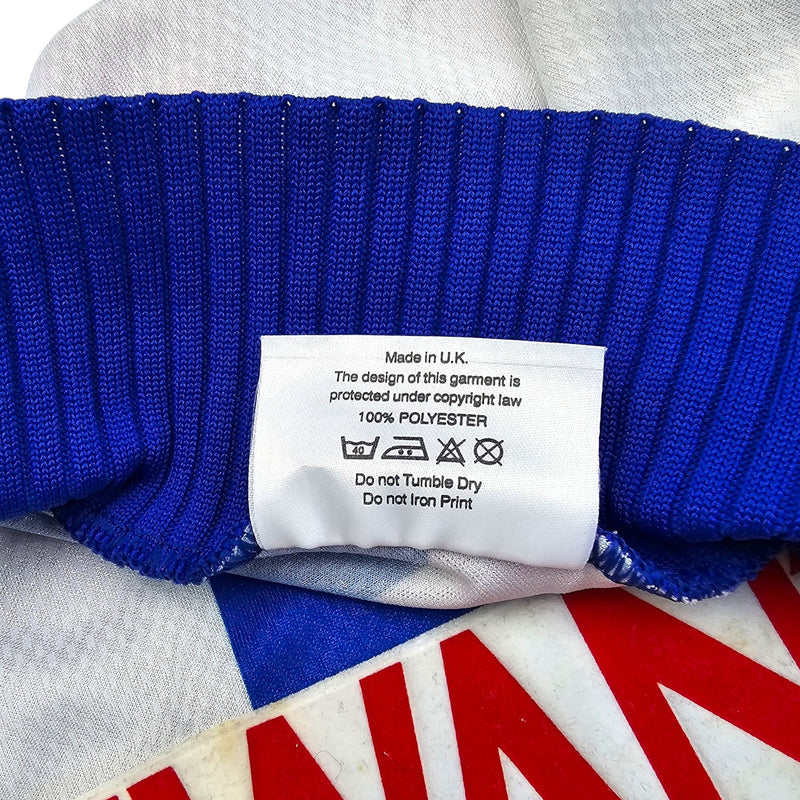 Made in U.K.
The design of this garment is
protected under copyright law
100% POLYESTER
40
Do not Tumble Dry
Do not Iron Print